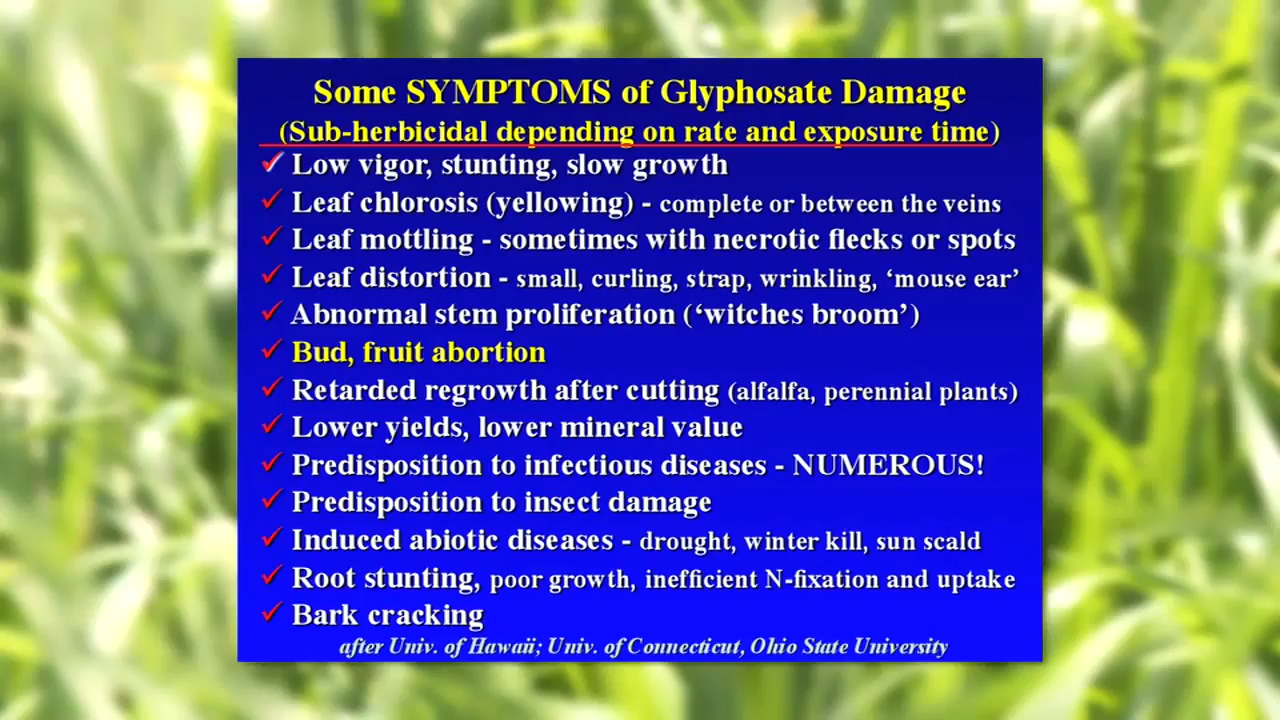 Some SYMPTOMS of Glyphosate Damage
(Sub-herbicidal depending on rate and exposure time)
✓ Low vigor, stunting, slow growth
✓ Leaf chlorosis (yellowing) - complete or between the veins
✓ Leaf mottling - sometimes with necrotic flecks or spots
✓ Leaf distortion - small, curling, strap, wrinkling, ‘mouse ear’
✓ Abnormal stem proliferation (‘witches broom’)
✓ Bud, fruit abortion
✓ Retarded regrowth after cutting (alfalfa, perennial plants)
✓ Lower yields, lower mineral value
✓ Predisposition to infectious diseases - NUMEROUS!
✓ Predisposition to insect damage
✓ Induced abiotic diseases - drought, winter kill, sun scald
✓ Root stunting, poor growth, inefficient N-fixation and uptake
✓ Bark cracking
after Univ. of Hawaii; Univ. of Connecticut, Ohio State University